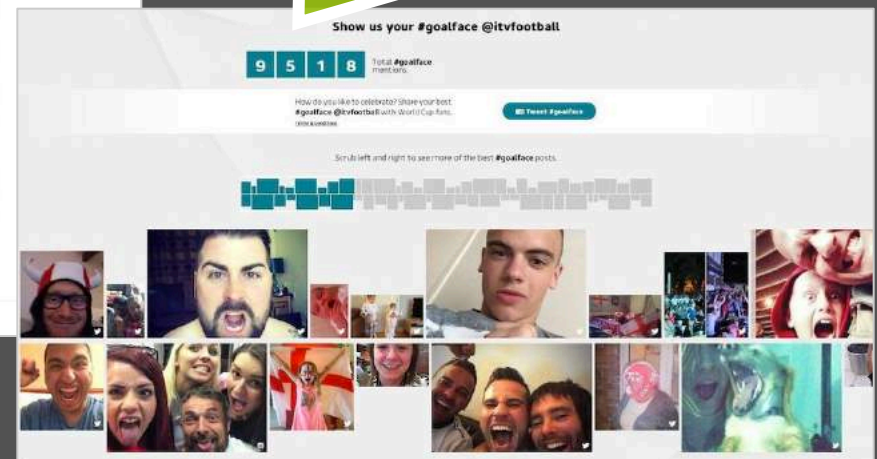 Show us your #goalface @itvfootball
9 5 1 8
Total #goalface
mentions.
How do you like to celebrate? Share your best
#goalface @itvfootball with World Cup fans.
Terms & conditions
Tweet #goalface
Scrub left and right to see more of the best #goalface posts.